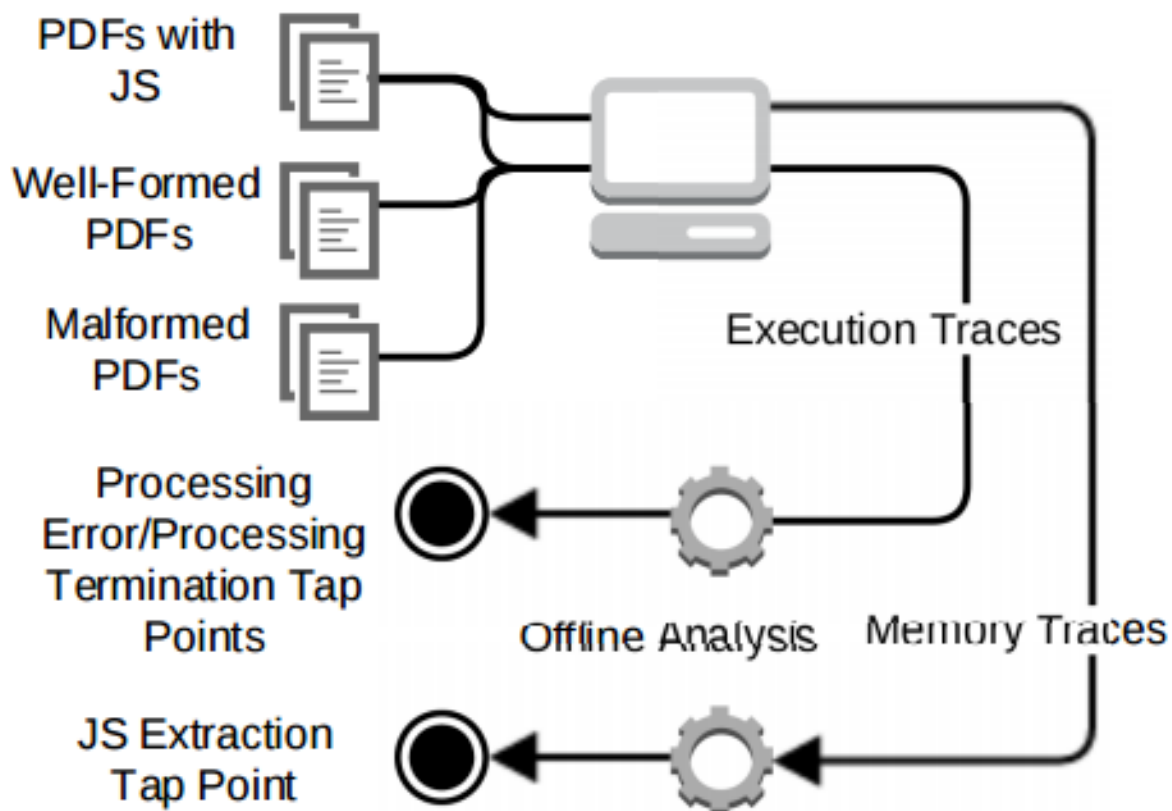 PDFs with
JS
Well-Formed
PDFs
Malformed
PDFs
Execution Traces
Processing
Error/Processing
Termination Tap
Points
Offline Analysis
Memory Traces
JS Extraction
Tap Point